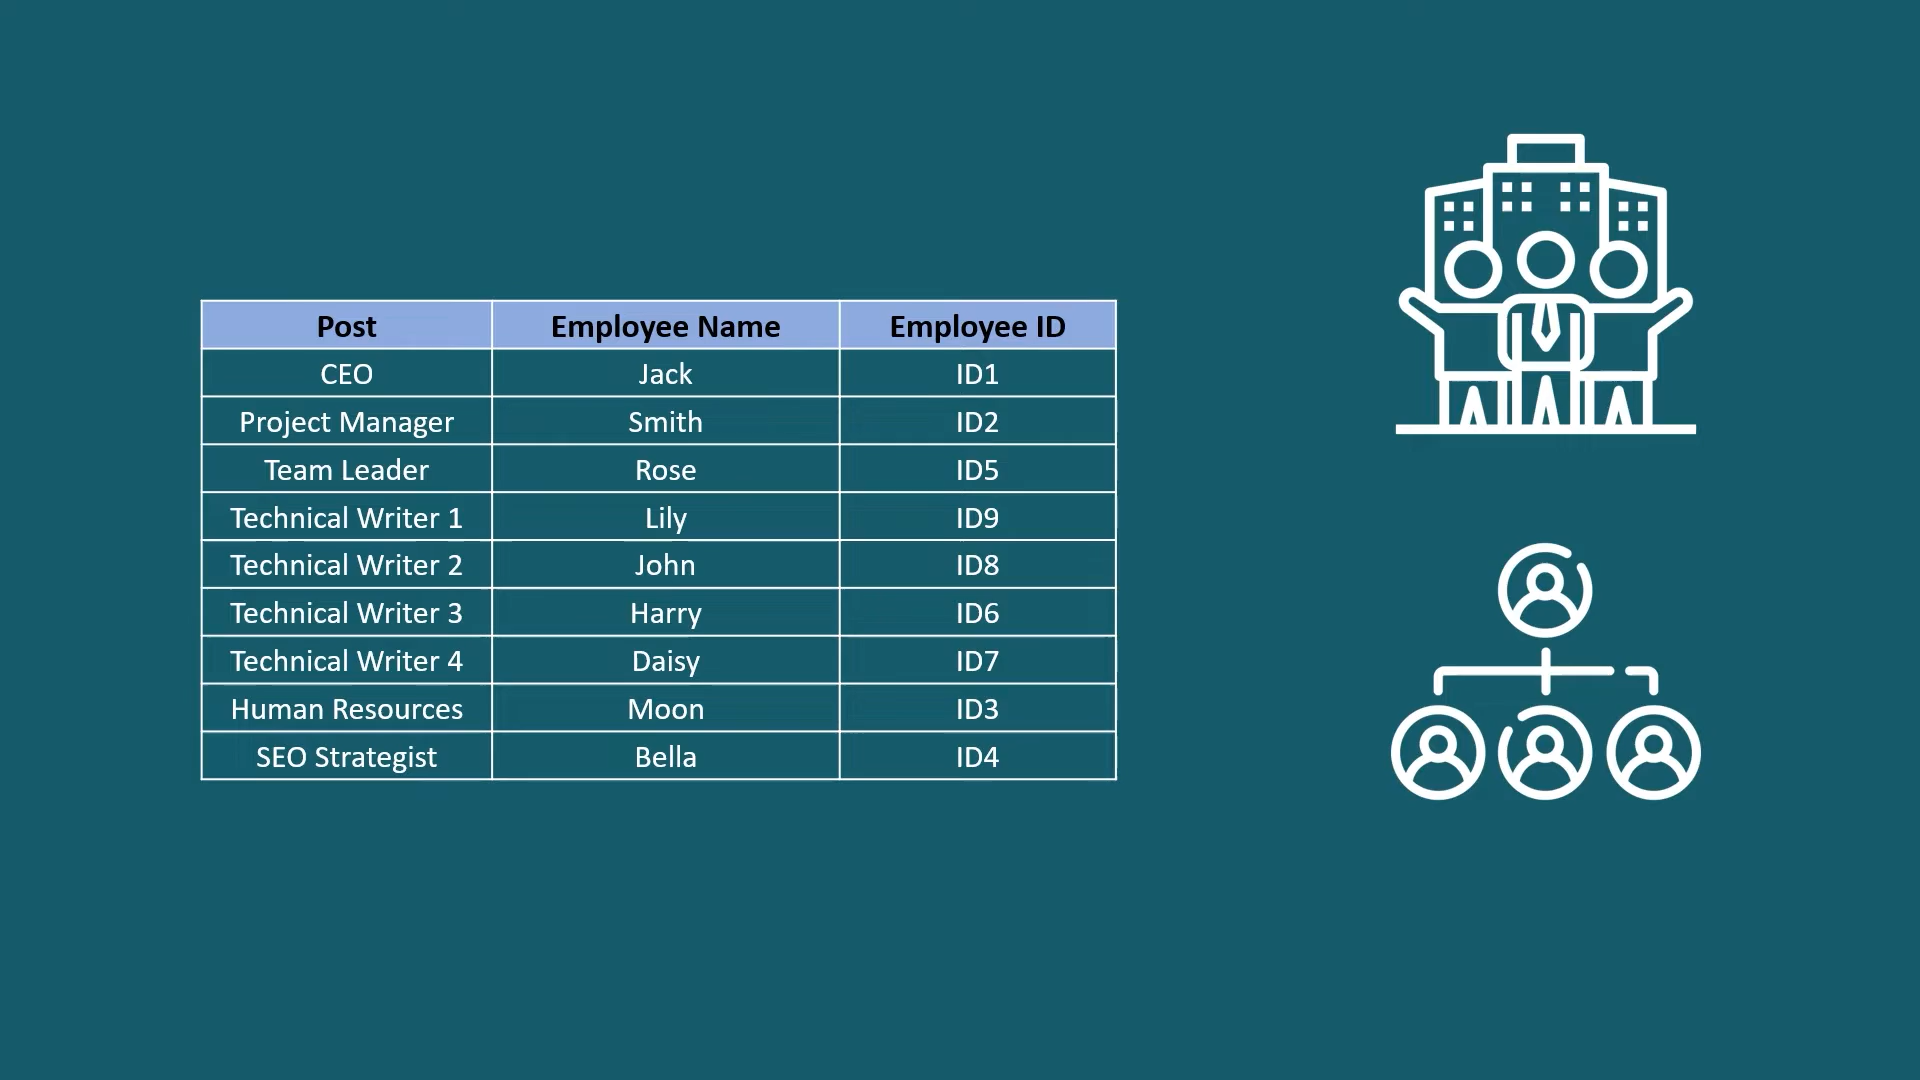 Post Employee Name Employee ID
CEO Jack ID1
Project Manager Smith ID2
Team Leader Rose ID5
Technical Writer 1 Lily ID9
Technical Writer 2 John ID8
Technical Writer 3 Harry ID6
Technical Writer 4 Daisy ID7
Human Resources Moon ID3
SEO Strategist Bella ID4